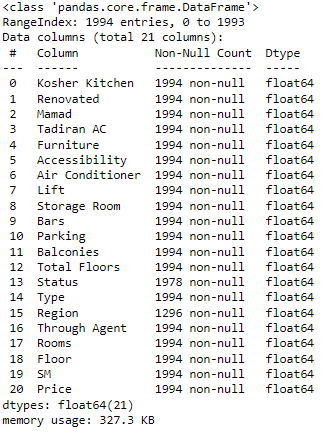 <class 'pandas.core.frame.DataFrame'>
RangeIndex: 1994 entries, 0 to 1993
Data columns (total 21 columns):
 #   Column           Non-Null Count  Dtype
---  ------           --------------  -----
 0   Kosher Kitchen   1994 non-null   float64
 1   Renovated        1994 non-null   float64
 2   Mamad            1994 non-null   float64
 3   Tadiran AC       1994 non-null   float64
 4   Furniture        1994 non-null   float64
 5   Accessibility    1994 non-null   float64
 6   Air Conditioner  1994 non-null   float64
 7   Lift             1994 non-null   float64
 8   Storage Room     1994 non-null   float64
 9   Bars             1994 non-null   float64
 10  Parking          1994 non-null   float64
 11  Balconies        1994 non-null   float64
 12  Total Floors     1994 non-null   float64
 13  Status           1978 non-null   float64
 14  Type             1994 non-null   float64
 15  Region           1296 non-null   float64
 16  Through Agent    1994 non-null   float64
 17  Rooms            1994 non-null   float64
 18  Floor            1994 non-null   float64
 19  SM               1994 non-null   float64
 20  Price            1994 non-null   float64
dtypes: float64(21)
memory usage: 327.3 KB